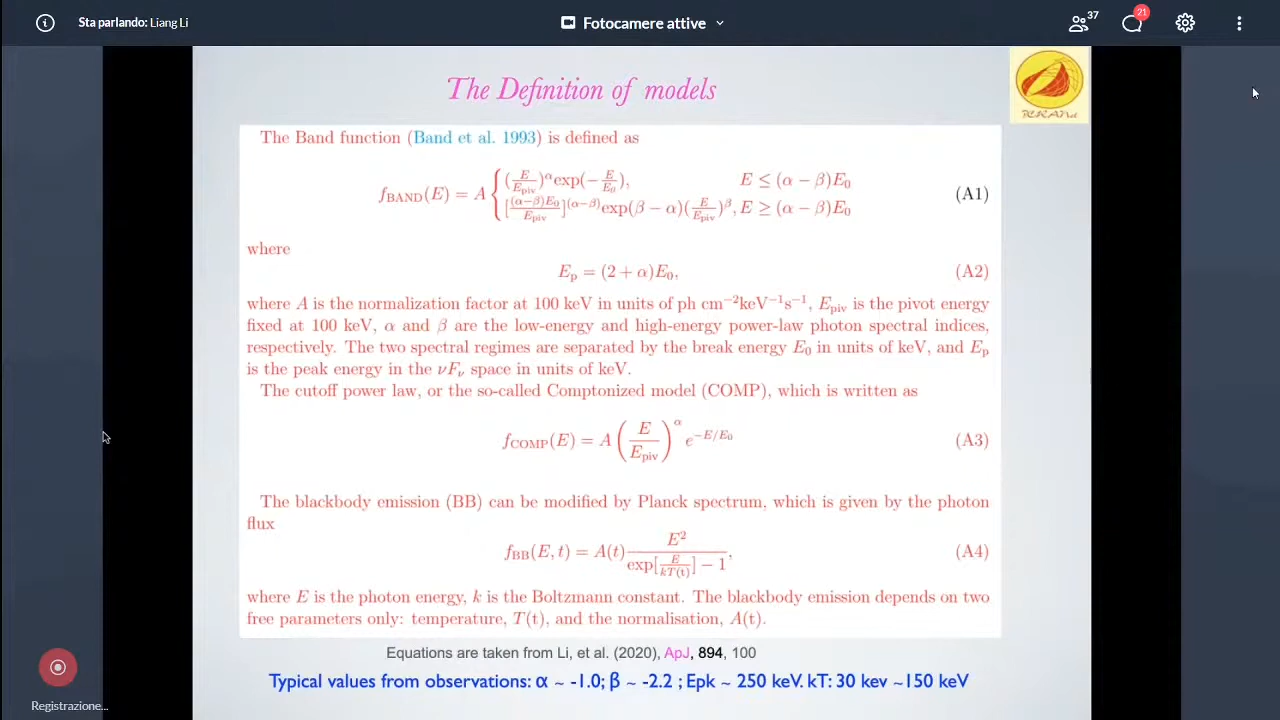 Sta parlando: Liang Li
Fotocamere attive
37
21
The Definition of models
ICRANet
The Band function (Band et al. 1993) is defined as
f_BAND(E) = A { (E/E_piv)^α exp(−E/E_0), E ≤ (α − β)E_0
[(α−β)E_0/E_piv]^(α−β) exp(β − α)(E/E_piv)^β, E ≥ (α − β)E_0 (A1)
where
E_p = (2 + α)E_0, (A2)
where A is the normalization factor at 100 keV in units of ph cm⁻²keV⁻¹s⁻¹, E_piv is the pivot energy
fixed at 100 keV, α and β are the low-energy and high-energy power-law photon spectral indices,
respectively. The two spectral regimes are separated by the break energy E_0 in units of keV, and E_p
is the peak energy in the νF_ν space in units of keV.
The cutoff power law, or the so-called Comptonized model (COMP), which is written as
f_COMP(E) = A (E/E_piv)^α e^(−E/E_0) (A3)
The blackbody emission (BB) can be modified by Planck spectrum, which is given by the photon
flux
f_BB(E, t) = A(t) E²/(exp[E/kT(t)] − 1), (A4)
where E is the photon energy, k is the Boltzmann constant. The blackbody emission depends on two
free parameters only: temperature, T(t), and the normalisation, A(t).
Equations are taken from Li, et al. (2020), ApJ, 894, 100
Typical values from observations: α ~ -1.0; β ~ -2.2 ; Epk ~ 250 keV. kT: 30 kev ~150 keV
Registrazione...